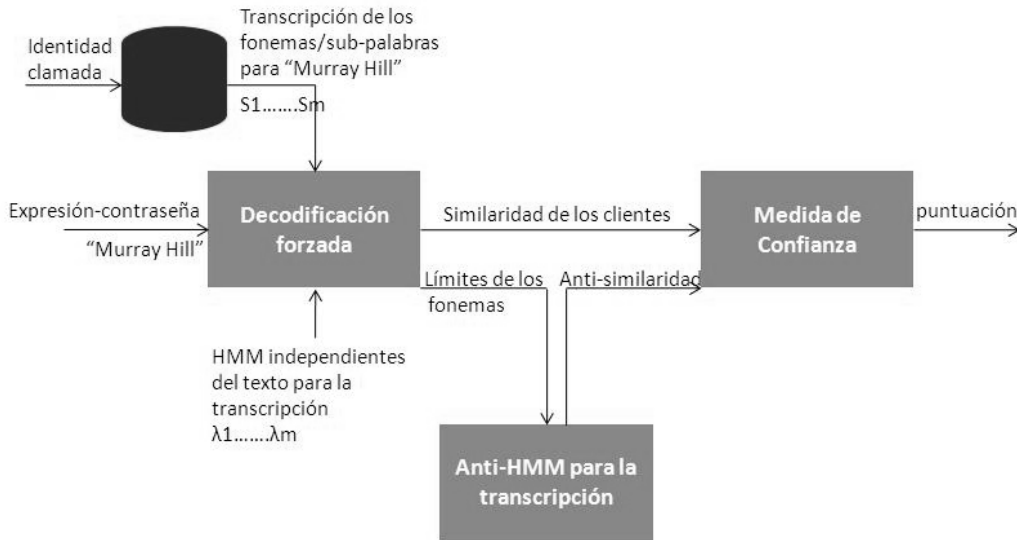 Identidad
clamada
Transcripción de los
fonemas/sub-palabras
para “Murray Hill”
S1.......Sm
Expresión-contraseña
“Murray Hill”
Decodificación
forzada
Similaridad de los clientes
Medida de
Confianza
puntuación
Límites de los
fonemas
Anti-similaridad
HMM independientes
del texto para la
transcripción
λ1.......λm
Anti-HMM para la
transcripción